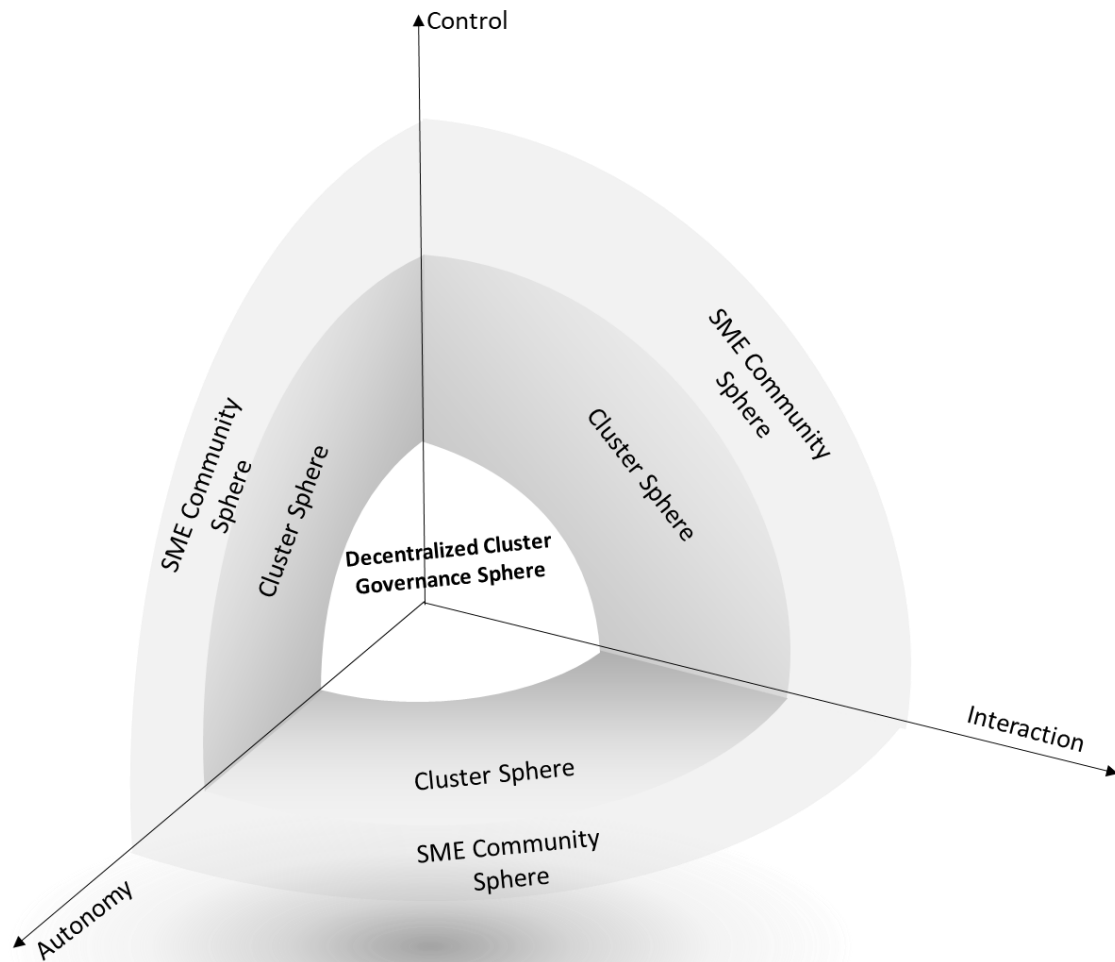 Control
SME Community
Sphere
SME Community
Sphere
Cluster Sphere
Cluster Sphere
Decentralized Cluster
Governance Sphere
Interaction
Cluster Sphere
SME Community
Sphere
Autonomy